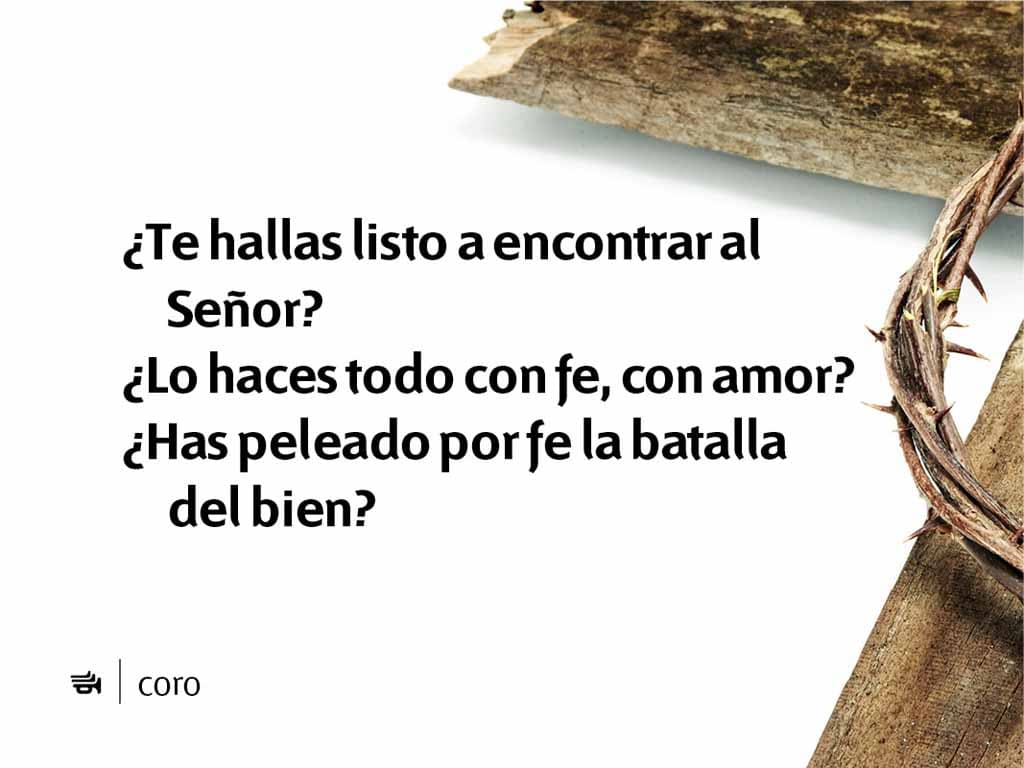 ¿Te hallas listo a encontrar al
Señor?
¿Lo haces todo con fe, con amor?
¿Has peleado por fe la batalla
del bien?
coro